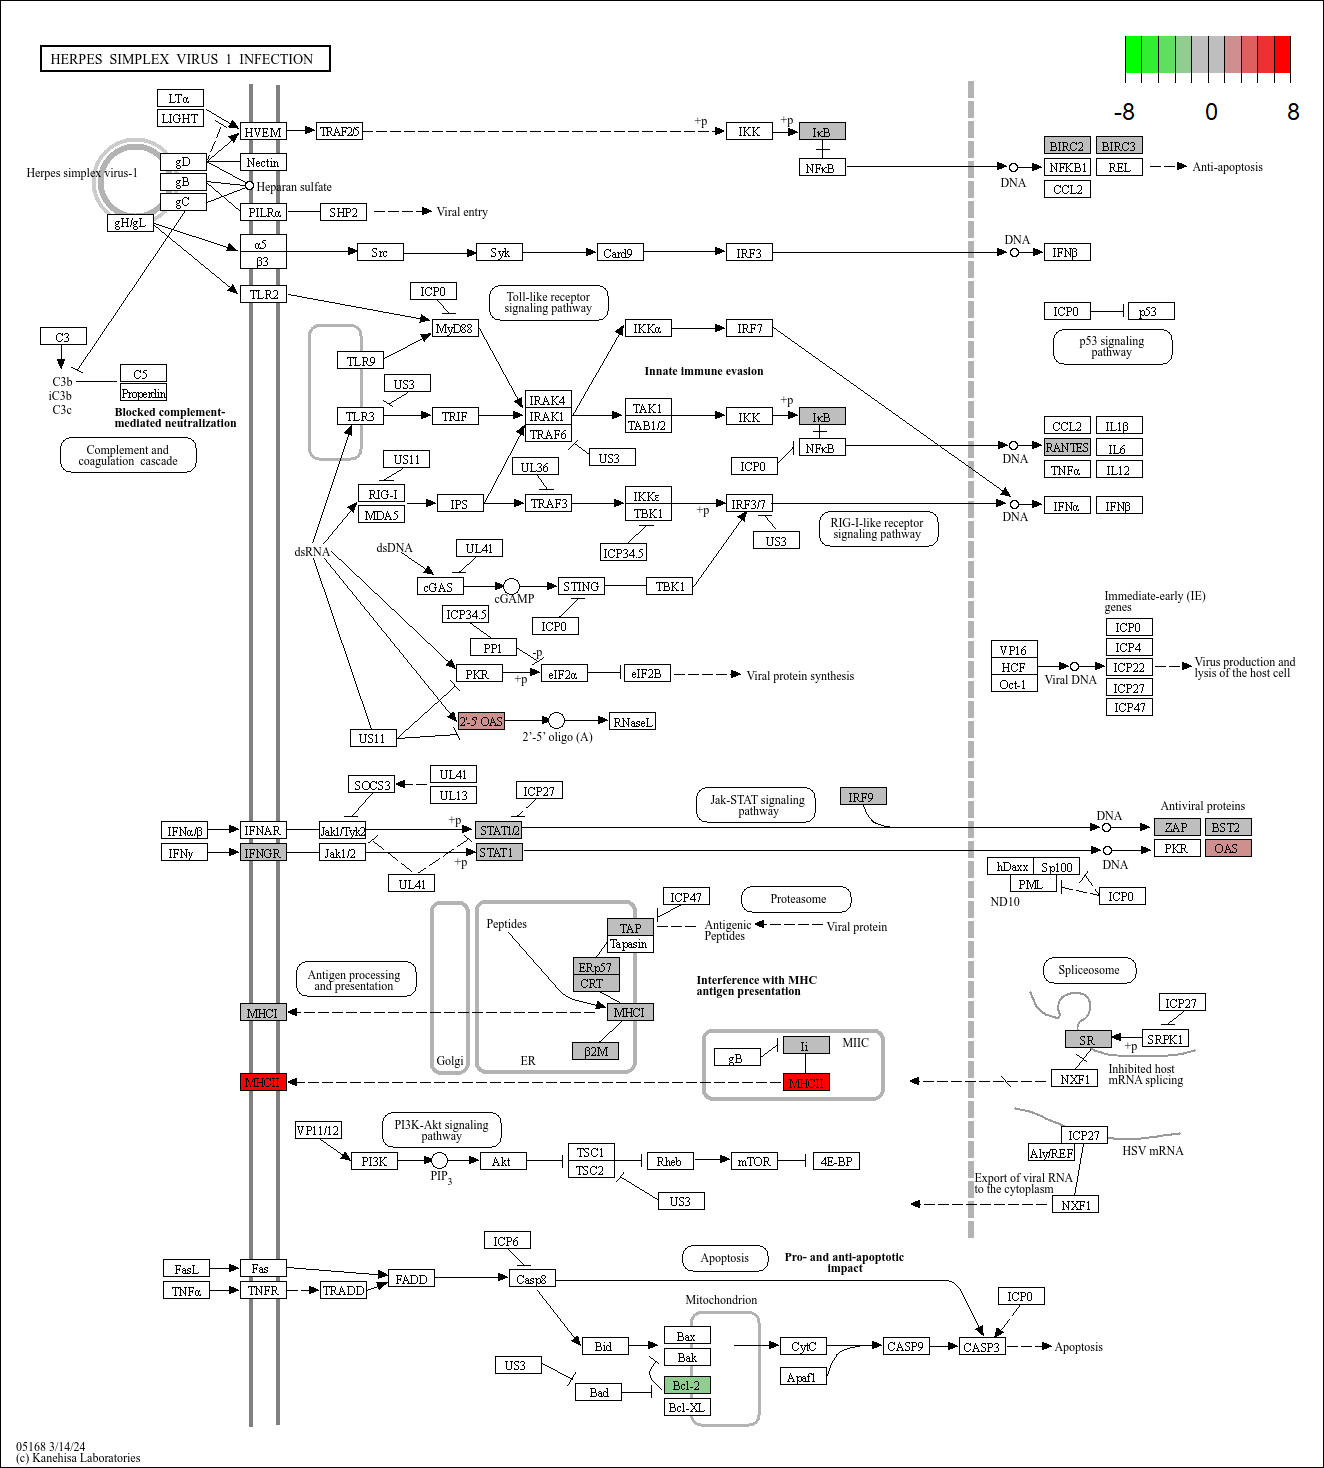 HERPES SIMPLEX VIRUS 1 INFECTION
-8 0 8
LTα
LIGHT
HVEM
TRAF2/5
+p
IKK
+p
IκB
NFκB
DNA
BIRC2 BIRC3
NFKB1 REL
CCL2
Anti-apoptosis
Herpes simplex virus-1
gD
gB
gC
gH/gL
Nectin
Heparan sulfate
PILRα
SHP2
Viral entry
α5
β3
Src
Syk
Card9
IRF3
DNA
IFNβ
TLR2
ICP0
MyD88
Toll-like receptor
signaling pathway
IKKα
IRF7
ICP0
p53
p53 signaling
pathway
C3
C3b
iC3b
C3c
C5
Properdin
Blocked complement-
mediated neutralization
Complement and
coagulation cascade
TLR9
US3
TLR3
TRIF
IRAK4
IRAK1
TRAF6
Innate immune evasion
TAK1
TAB1/2
IKK
+p
IκB
NFκB
ICP0
US3
DNA
CCL2 IL1β
RANTES IL6
TNFα IL12
US11
RIG-I
MDA5
IPS
UL36
TRAF3
IKKε
TBK1
+p
IRF3/7
ICP34.5
US3
RIG-I-like receptor
signaling pathway
DNA
IFNα IFNβ
dsRNA
dsDNA
UL41
cGAS
cGAMP
STING
TBK1
ICP0
ICP34.5
PP1
-p
PKR
+p
eIF2α
eIF2B
Viral protein synthesis
2'-5' OAS
2'-5' oligo (A)
RNaseL
US11
Immediate-early (IE)
genes
VP16
HCF
Oct-1
Viral DNA
ICP0
ICP4
ICP22
ICP27
ICP47
Virus production and
lysis of the host cell
SOCS3
UL41
UL13
ICP27
Jak-STAT signaling
pathway
IRF9
IFNα/β
IFNAR
Jak1/Tyk2
+p
STAT1/2
IFNγ
IFNGR
Jak1/2
+p
STAT1
UL41
DNA
DNA
Antiviral proteins
ZAP BST2
PKR OAS
hDaxx Sp100
PML
ND10
ICP0
Peptides
TAP
Tapasin
ICP47
Antigenic
Peptides
Proteasome
Viral protein
ERp57
CRT
Antigen processing
and presentation
Interference with MHC
antigen presentation
MHCI
MHCI
β2M
Golgi
ER
gB
Ii
MIIC
MHCII
MHCII
Spliceosome
ICP27
SR
+p
SRPK1
NXF1
Inhibited host
mRNA splicing
ICP27
Aly/REF
HSV mRNA
Export of viral RNA
to the cytoplasm
NXF1
VP11/12
PI3K-Akt signaling
pathway
PI3K
PIP3
Akt
TSC1
TSC2
Rheb
mTOR
4E-BP
US3
ICP6
Apoptosis
Pro- and anti-apoptotic
impact
FasL
Fas
TNFα
TNFR
TRADD
FADD
Casp8
Mitochondrion
ICP0
Bid
Bax
Bak
Bcl-2
Bcl-XL
US3
Bad
CytC
Apaf1
CASP9
CASP3
Apoptosis
05168 3/14/24
(c) Kanehisa Laboratories